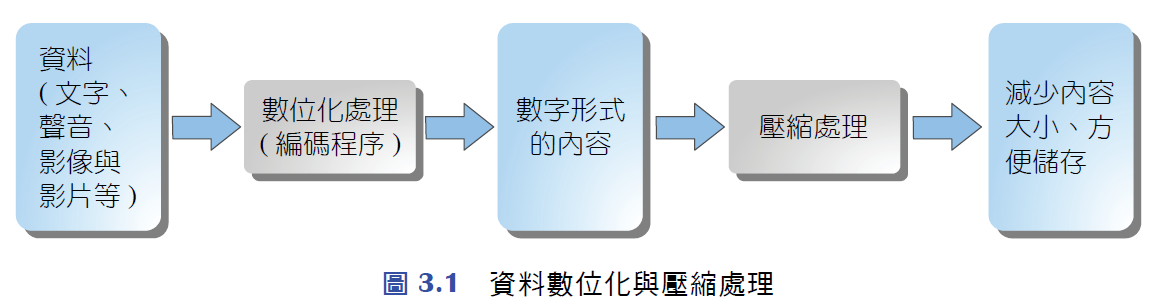 資料
(文字、
聲音、
影像與
影片等)
數位化處理
(編碼程序)
數字形式
的內容
壓縮處理
減少內容
大小、方
便儲存
圖 3.1 資料數位化與壓縮處理